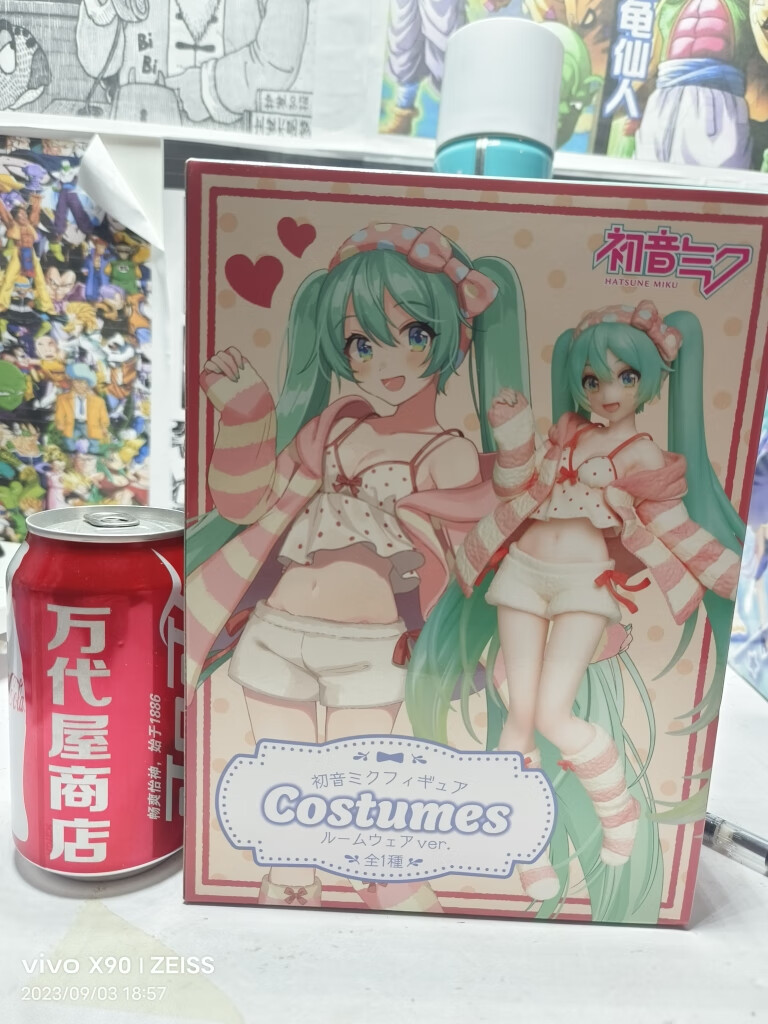 Bi
Bi
龟仙人
初音ミク
HATSUNE MIKU
万代屋商店
畅爽怡神，始于1886
初音ミクフィギュア
Costumes
ルームウェアver.
全1種
vivo X90 | ZEISS
2023/09/03 18:57